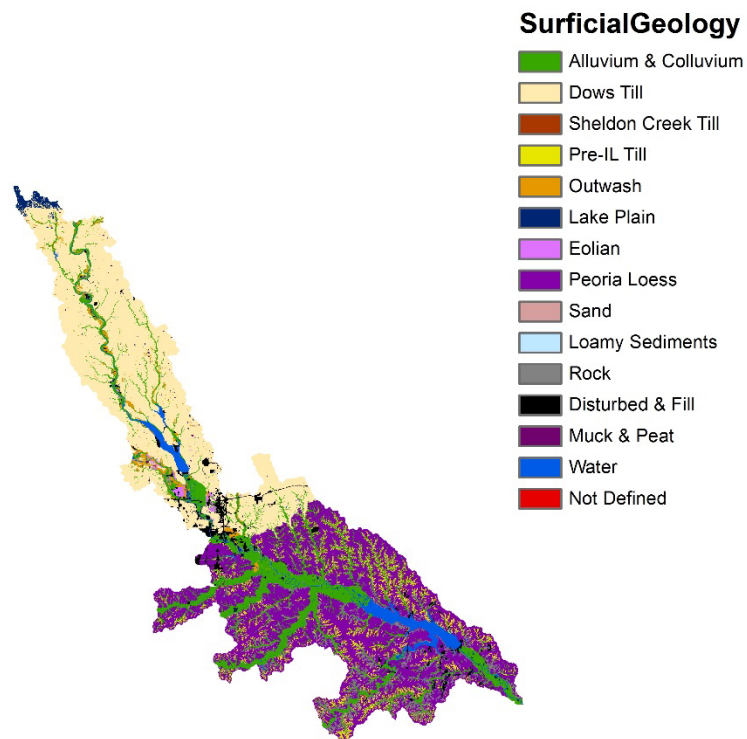 SurficialGeology
Alluvium & Colluvium
Dows Till
Sheldon Creek Till
Pre-IL Till
Outwash
Lake Plain
Eolian
Peoria Loess
Sand
Loamy Sediments
Rock
Disturbed & Fill
Muck & Peat
Water
Not Defined